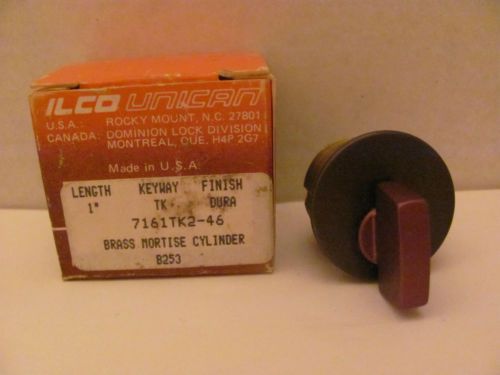 ILCO UNICAN
U.S.A.: ROCKY MOUNT, N.C. 27801
CANADA: DOMINION LOCK DIVISION
MONTREAL, QUE. H4P 2G7
Made in U.S.A
LENGTH KEYWAY FINISH
1" TK DURA
7161TK2-46
BRASS MORTISE CYLINDER
B253